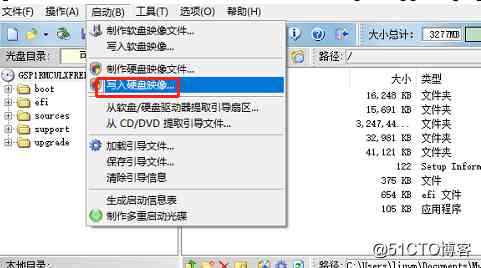 文件(F) 操作(A) 启动(B) 工具(T) 选项(O) 帮助(H)
大小总计: 3277MB
光盘目录:
路径: /
制作软盘映像文件...
写入软盘映像...
制作硬盘映像文件...
写入硬盘映像...
从软盘/硬盘驱动器提取引导扇区...
从 CD/DVD 提取引导文件...
加载引导文件...
保存引导文件...
清除引导信息
生成启动信息表
制作多重启动光碟
boot
efi
sources
support
upgrade
大小 类型
16,248 KB 文件夹
15,691 KB 文件夹
3,247,44... 文件夹
32,981 KB 文件夹
41,121 KB 文件夹
122 Setup Inform
375 KB 文件
654 KB efi 文件
105 KB 应用程序
本地目录:
@51CTO博客